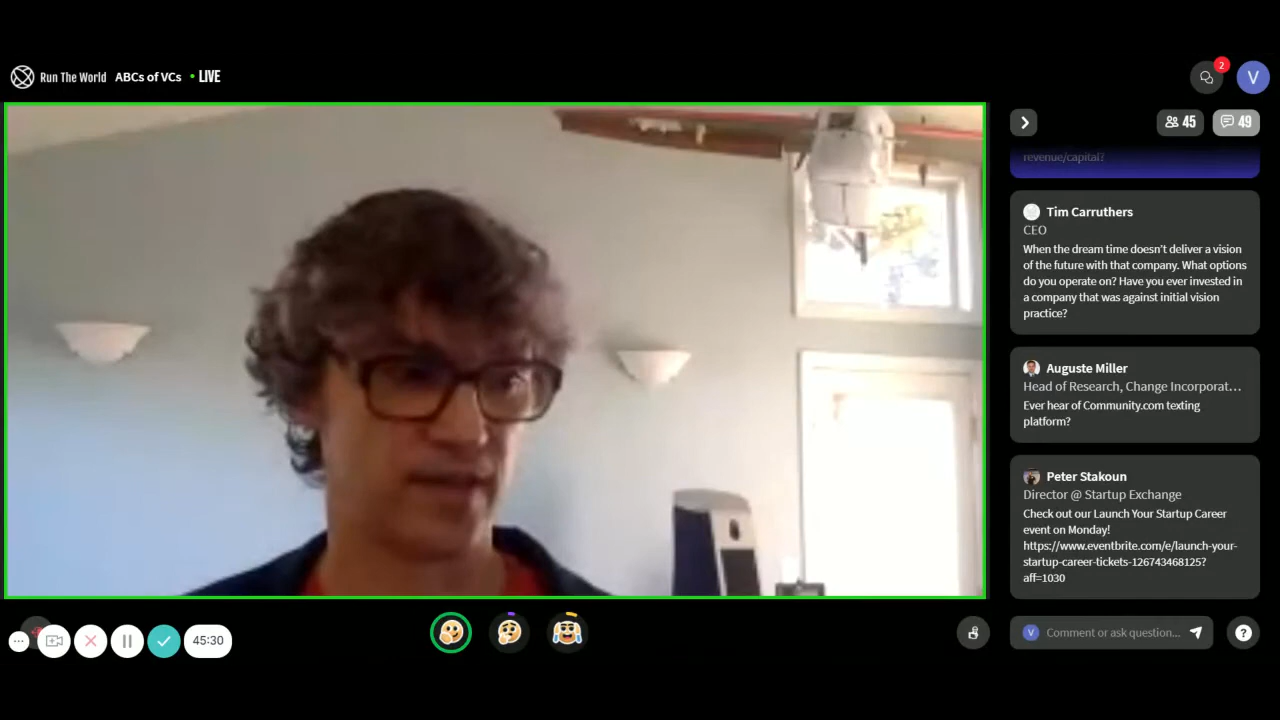 Run The World ABCs of VCs • LIVE
2
V
45
49
revenue/capital?
Tim Carruthers
CEO
When the dream time doesn't deliver a vision
of the future with that company. What options
do you operate on? Have you ever invested in
a company that was against initial vision
practice?
Auguste Miller
Head of Research, Change Incorporat...
Ever hear of Community.com texting
platform?
Peter Stakoun
Director @ Startup Exchange
Check out our Launch Your Startup Career
event on Monday!
https://www.eventbrite.com/e/launch-your-
startup-career-tickets-126743468125?
aff=1030
45:30
V
Comment or ask question...
?